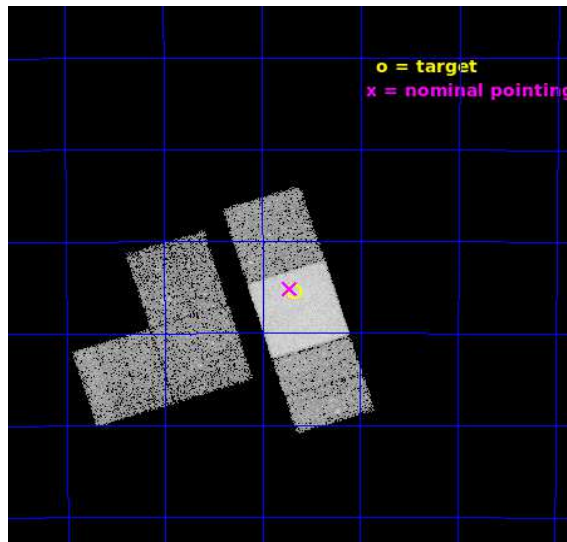 o = target
x = nominal pointing